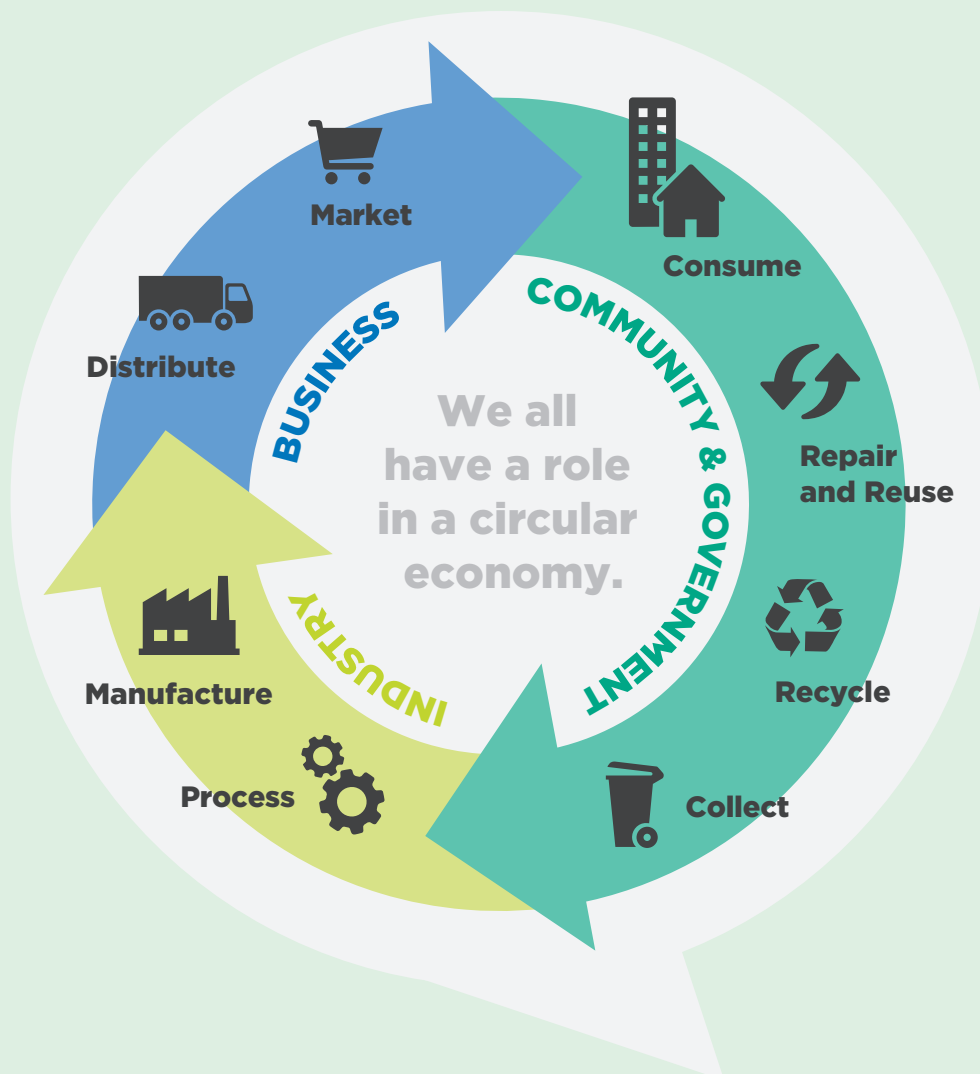 Market
Consume
Distribute
BUSINESS
COMMUNITY & GOVERNMENT
We all
have a role
in a circular
economy.
Repair
and Reuse
INDUSTRY
Manufacture
Recycle
Process
Collect